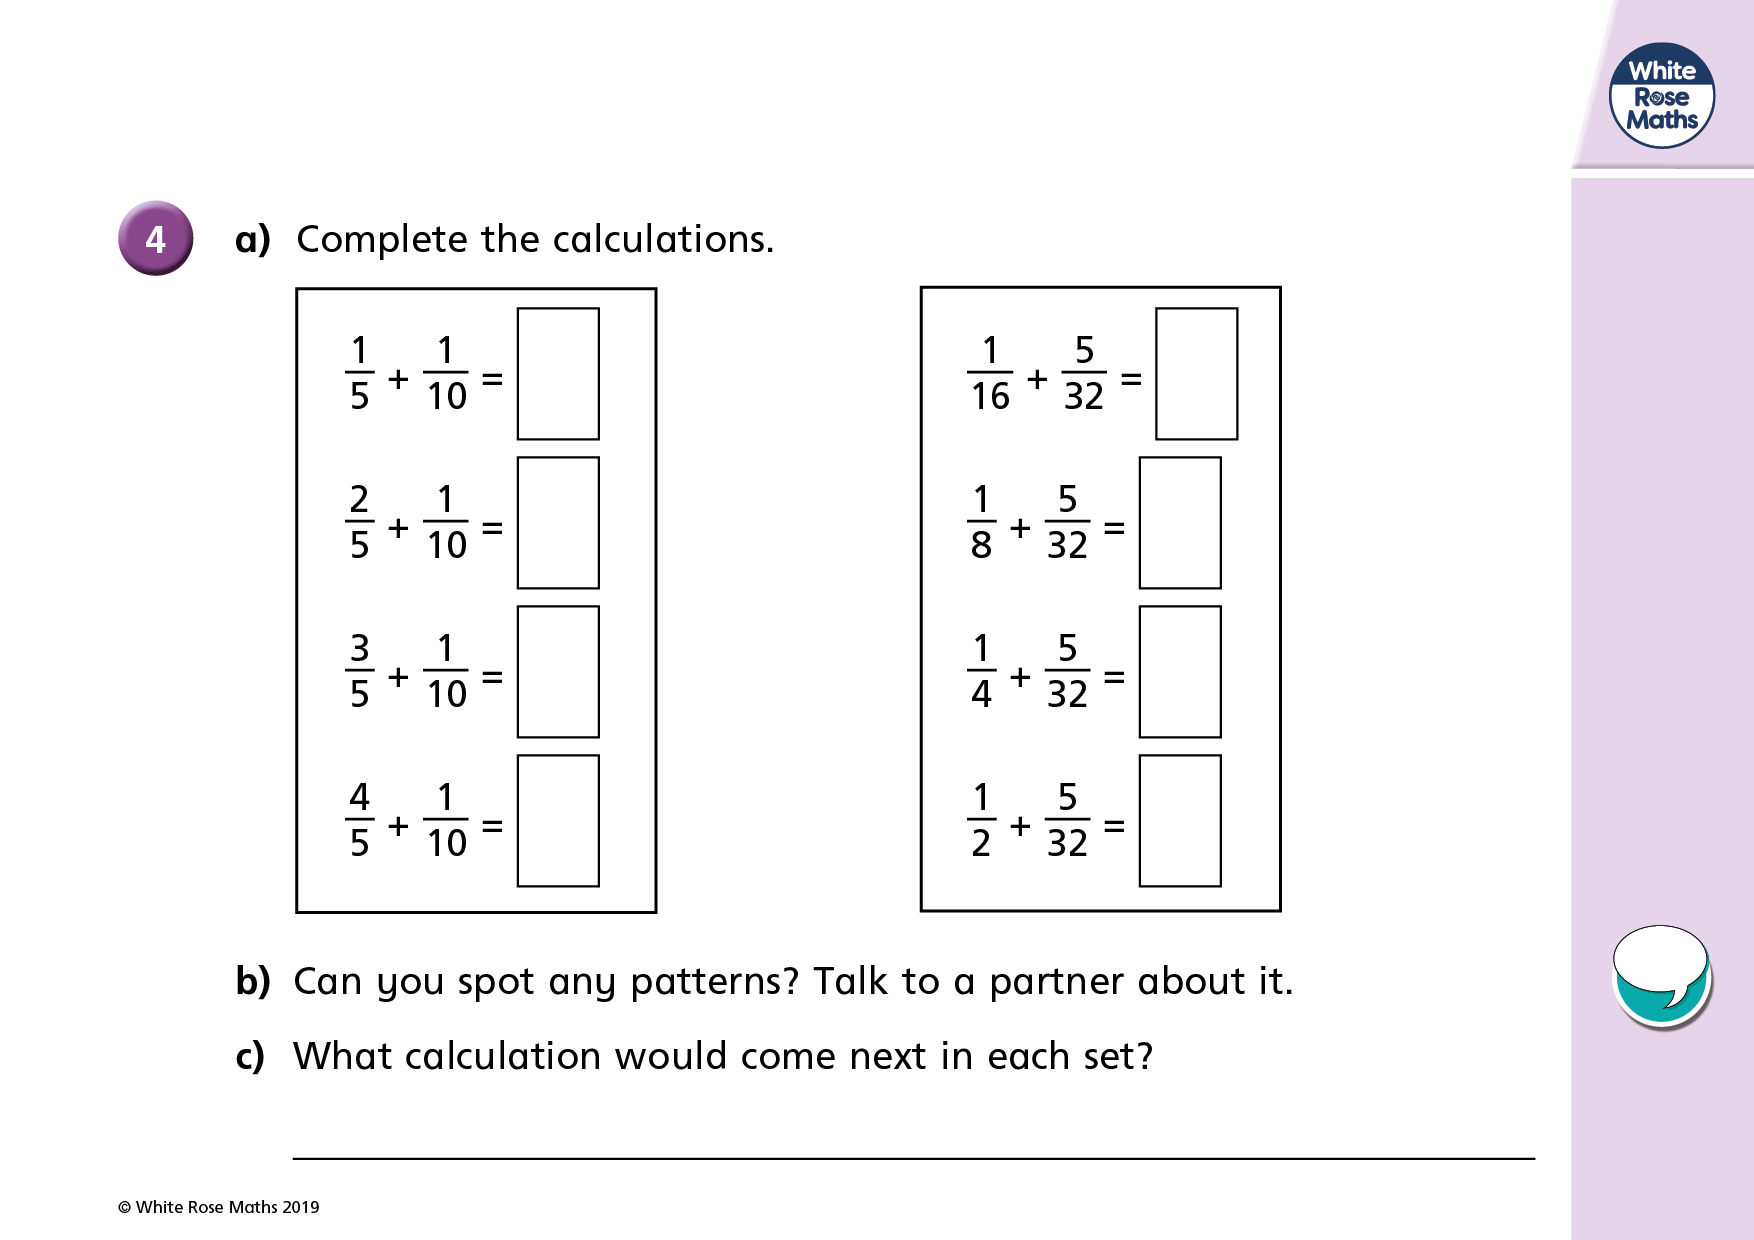 White
Rose
Maths
4 a) Complete the calculations.
1/5 + 1/10 =
2/5 + 1/10 =
3/5 + 1/10 =
4/5 + 1/10 =
1/16 + 5/32 =
1/8 + 5/32 =
1/4 + 5/32 =
1/2 + 5/32 =
b) Can you spot any patterns? Talk to a partner about it.
c) What calculation would come next in each set?
© White Rose Maths 2019